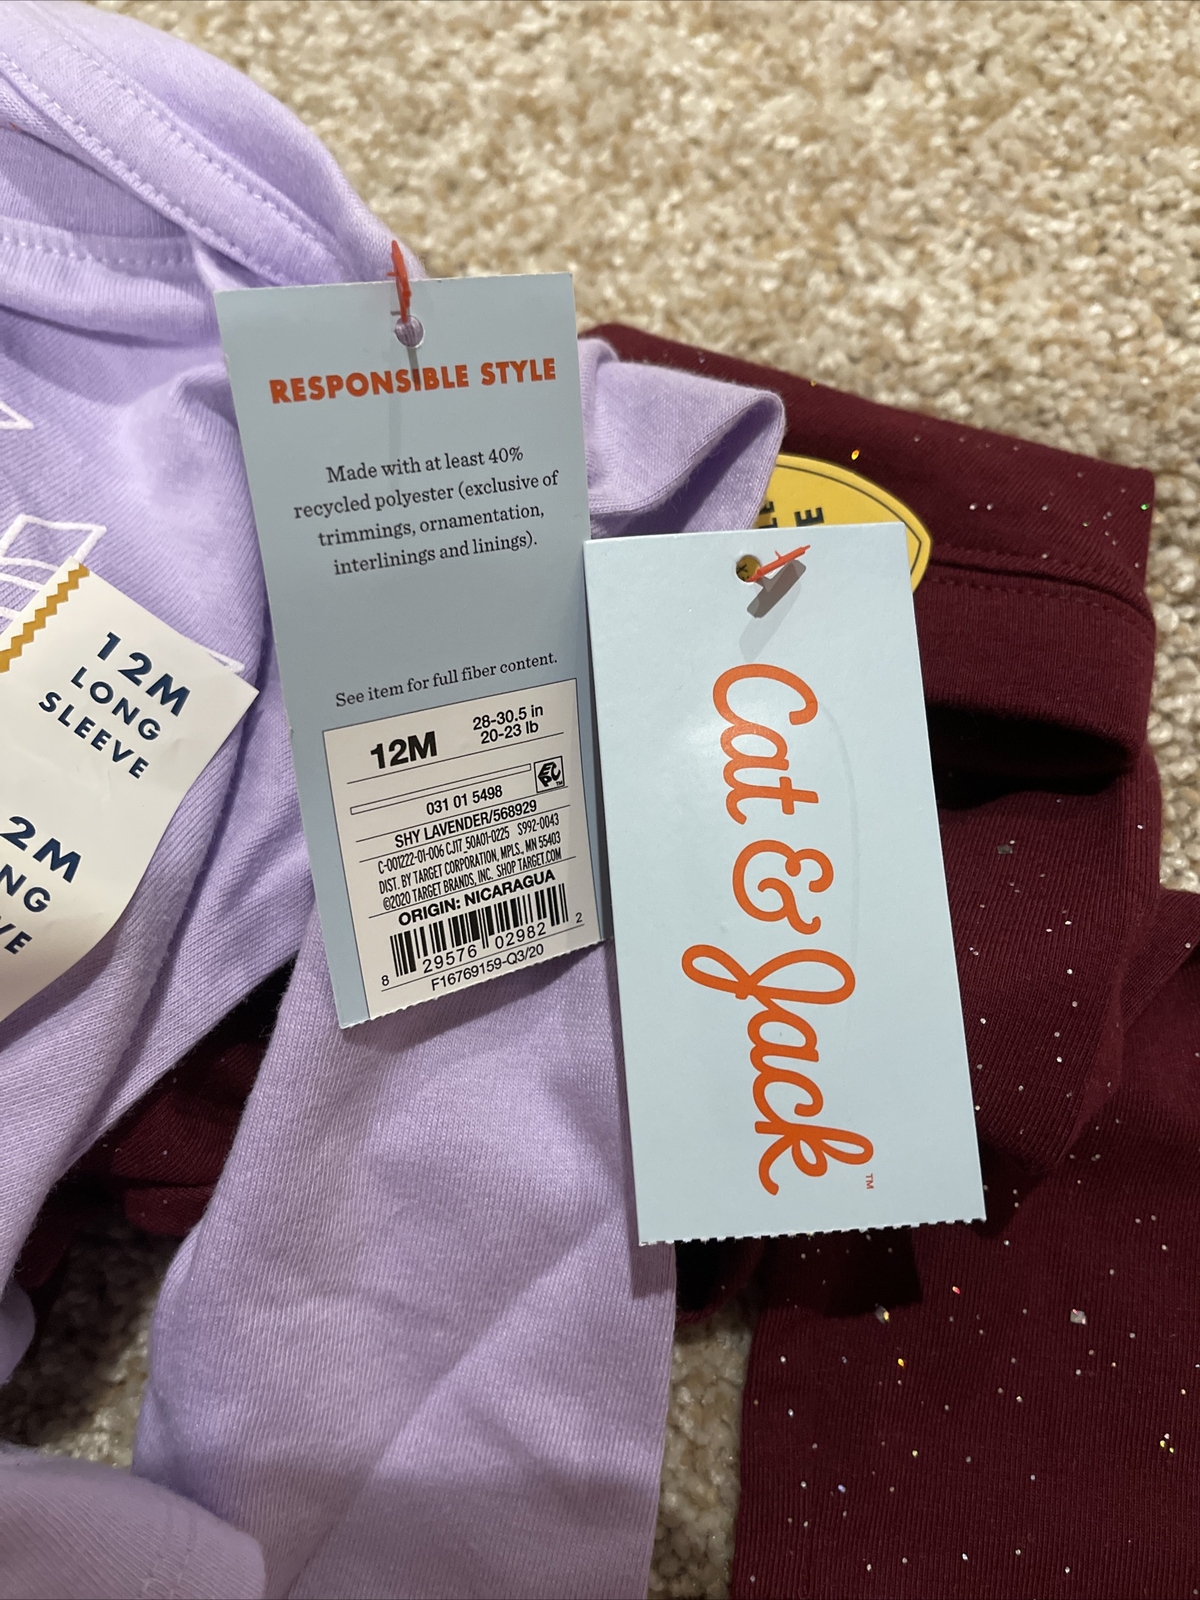 RESPONSIBLE STYLE
Made with at least 40%
recycled polyester (exclusive of
trimmings, ornamentation,
interlinings and linings).
See item for full fiber content.
12M
28-30.5 in
20-23 lb
EPC™
031 01 5498
SHY LAVENDER/568929
C-001222-01-006 CJ17_50A01-0225 S992-0043
DIST. BY TARGET CORPORATION, MPLS., MN 55403
©2020 TARGET BRANDS, INC. SHOP TARGET.COM
ORIGIN: NICARAGUA
8 29576 02982 2
F16769159-Q3/20
12M
LONG
SLEEVE
2M
NG
VE
Cat & Jack™